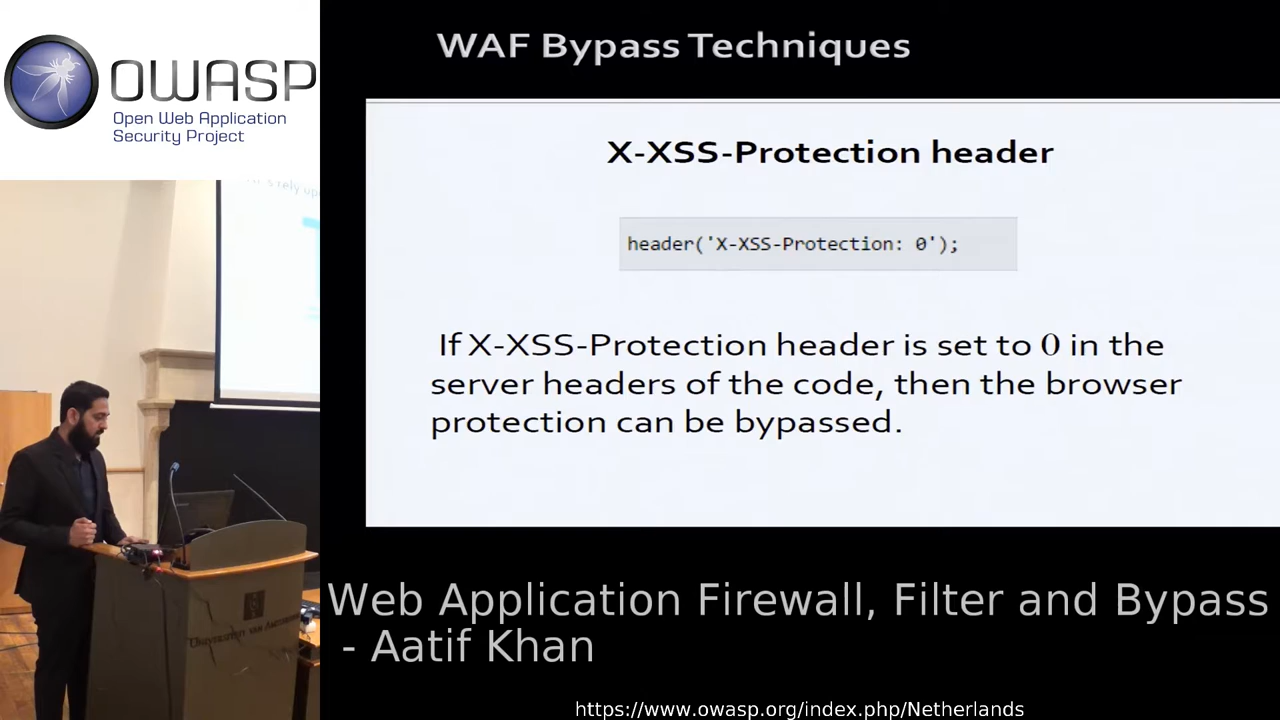 OWASP
Open Web Application
Security Project
WAF Bypass Techniques
X-XSS-Protection header
header('X-XSS-Protection: 0');
If X-XSS-Protection header is set to 0 in the
server headers of the code, then the browser
protection can be bypassed.
rely
Web Application Firewall, Filter and Bypass
- Aatif Khan
https://www.owasp.org/index.php/Netherlands